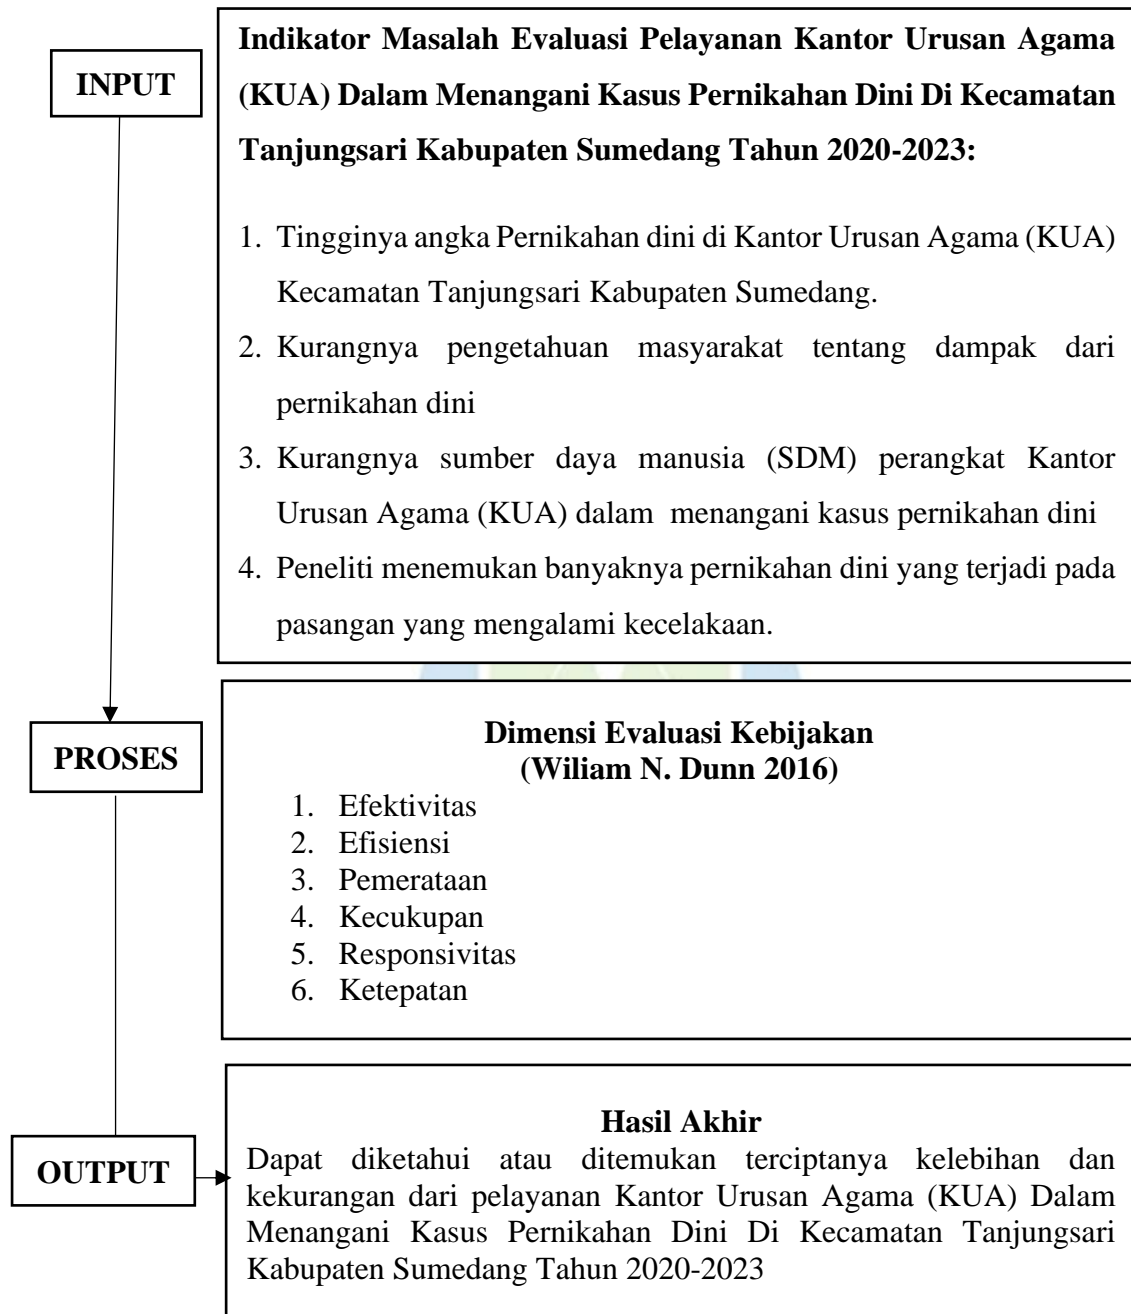 INPUT
Indikator Masalah Evaluasi Pelayanan Kantor Urusan Agama
(KUA) Dalam Menangani Kasus Pernikahan Dini Di Kecamatan
Tanjungsari Kabupaten Sumedang Tahun 2020-2023:
1. Tingginya angka Pernikahan dini di Kantor Urusan Agama (KUA)
Kecamatan Tanjungsari Kabupaten Sumedang.
2. Kurangnya pengetahuan masyarakat tentang dampak dari
pernikahan dini
3. Kurangnya sumber daya manusia (SDM) perangkat Kantor
Urusan Agama (KUA) dalam menangani kasus pernikahan dini
4. Peneliti menemukan banyaknya pernikahan dini yang terjadi pada
pasangan yang mengalami kecelakaan.
PROSES
Dimensi Evaluasi Kebijakan
(Wiliam N. Dunn 2016)
1. Efektivitas
2. Efisiensi
3. Pemerataan
4. Kecukupan
5. Responsivitas
6. Ketepatan
OUTPUT
Hasil Akhir
Dapat diketahui atau ditemukan terciptanya kelebihan dan
kekurangan dari pelayanan Kantor Urusan Agama (KUA) Dalam
Menangani Kasus Pernikahan Dini Di Kecamatan Tanjungsari
Kabupaten Sumedang Tahun 2020-2023